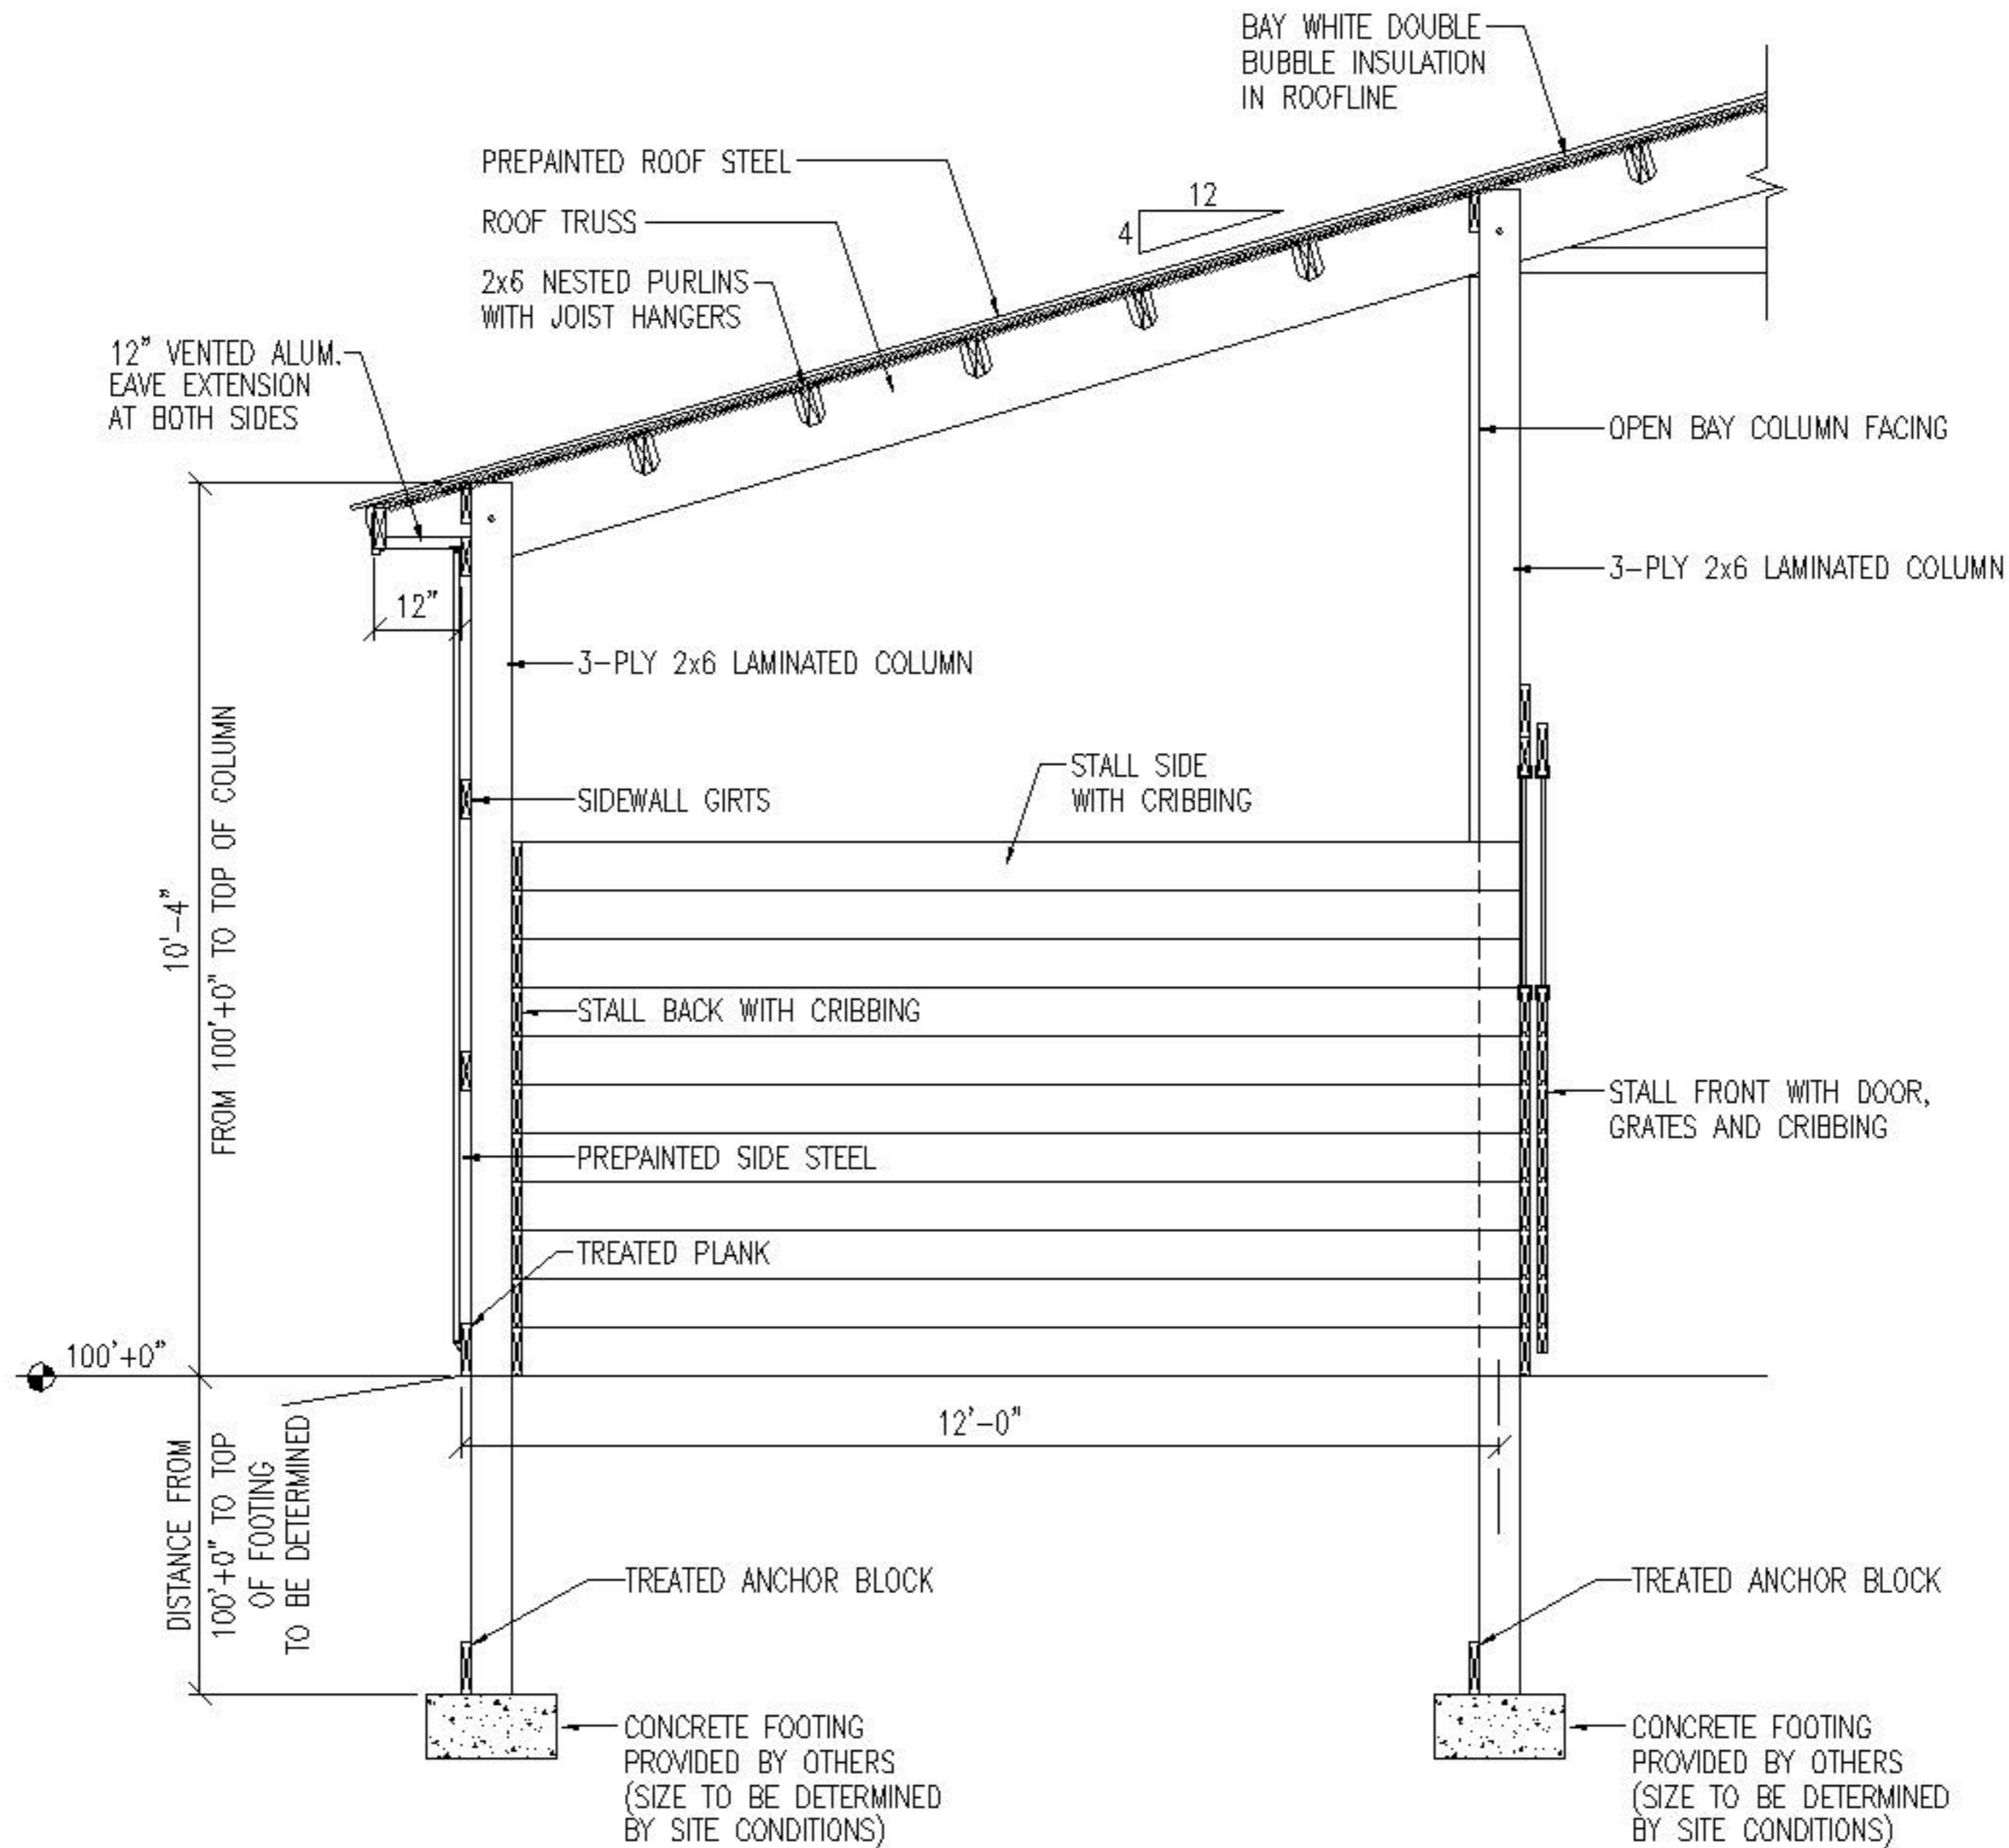 BAY WHITE DOUBLE
BUBBLE INSULATION
IN ROOFLINE
PREPAINTED ROOF STEEL
ROOF TRUSS
2x6 NESTED PURLINS
WITH JOIST HANGERS
12" VENTED ALUM.
EAVE EXTENSION
AT BOTH SIDES
12
4
OPEN BAY COLUMN FACING
3-PLY 2x6 LAMINATED COLUMN
12"
3-PLY 2x6 LAMINATED COLUMN
SIDEWALL GIRTS
STALL SIDE
WITH CRIBBING
10'-4"
FROM 100'+0" TO TOP OF COLUMN
STALL BACK WITH CRIBBING
STALL FRONT WITH DOOR,
GRATES AND CRIBBING
PREPAINTED SIDE STEEL
TREATED PLANK
100'+0"
12'-0"
DISTANCE FROM
100'+0" TO TOP
OF FOOTING
TO BE DETERMINED
TREATED ANCHOR BLOCK
TREATED ANCHOR BLOCK
CONCRETE FOOTING
PROVIDED BY OTHERS
(SIZE TO BE DETERMINED
BY SITE CONDITIONS)
CONCRETE FOOTING
PROVIDED BY OTHERS
(SIZE TO BE DETERMINED
BY SITE CONDITIONS)